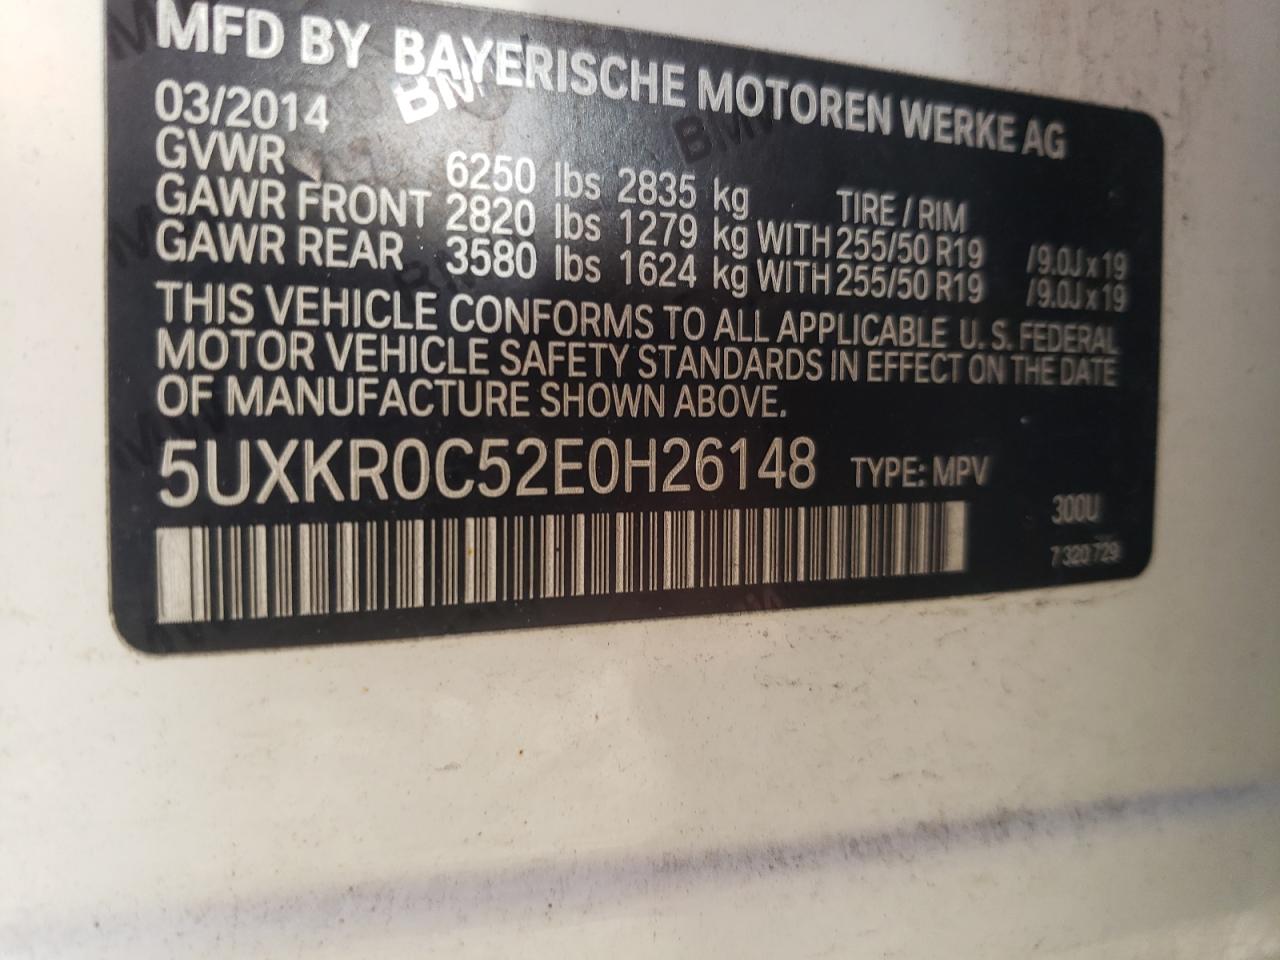 MFD BY BAYERISCHE MOTOREN WERKE AG
03/2014
GVWR 6250 lbs 2835 kg TIRE / RIM
GAWR FRONT 2820 lbs 1279 kg WITH 255/50 R19 /9.0J x 19
GAWR REAR 3580 lbs 1624 kg WITH 255/50 R19 /9.0J x 19
THIS VEHICLE CONFORMS TO ALL APPLICABLE U.S. FEDERAL
MOTOR VEHICLE SAFETY STANDARDS IN EFFECT ON THE DATE
OF MANUFACTURE SHOWN ABOVE.
5UXKR0C52E0H26148 TYPE: MPV
300U
7 320 729